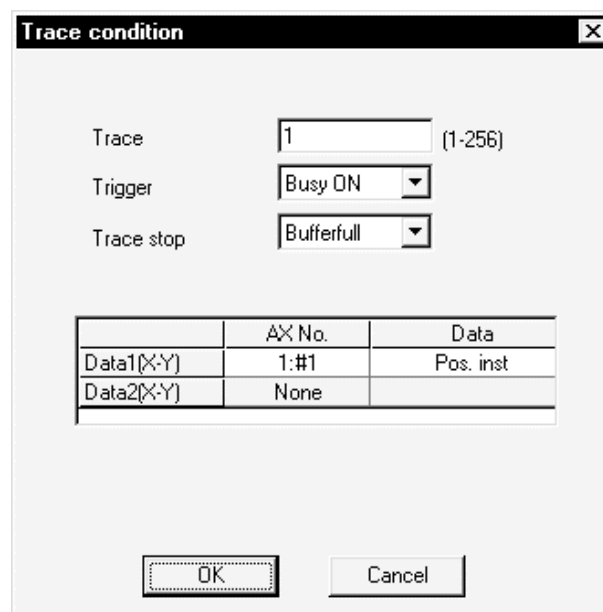 Trace condition
Trace 1 (1-256)
Trigger Busy ON
Trace stop Bufferfull
AX No. Data
Data1(X-Y) 1:#1 Pos. inst
Data2(X-Y) None
OK Cancel